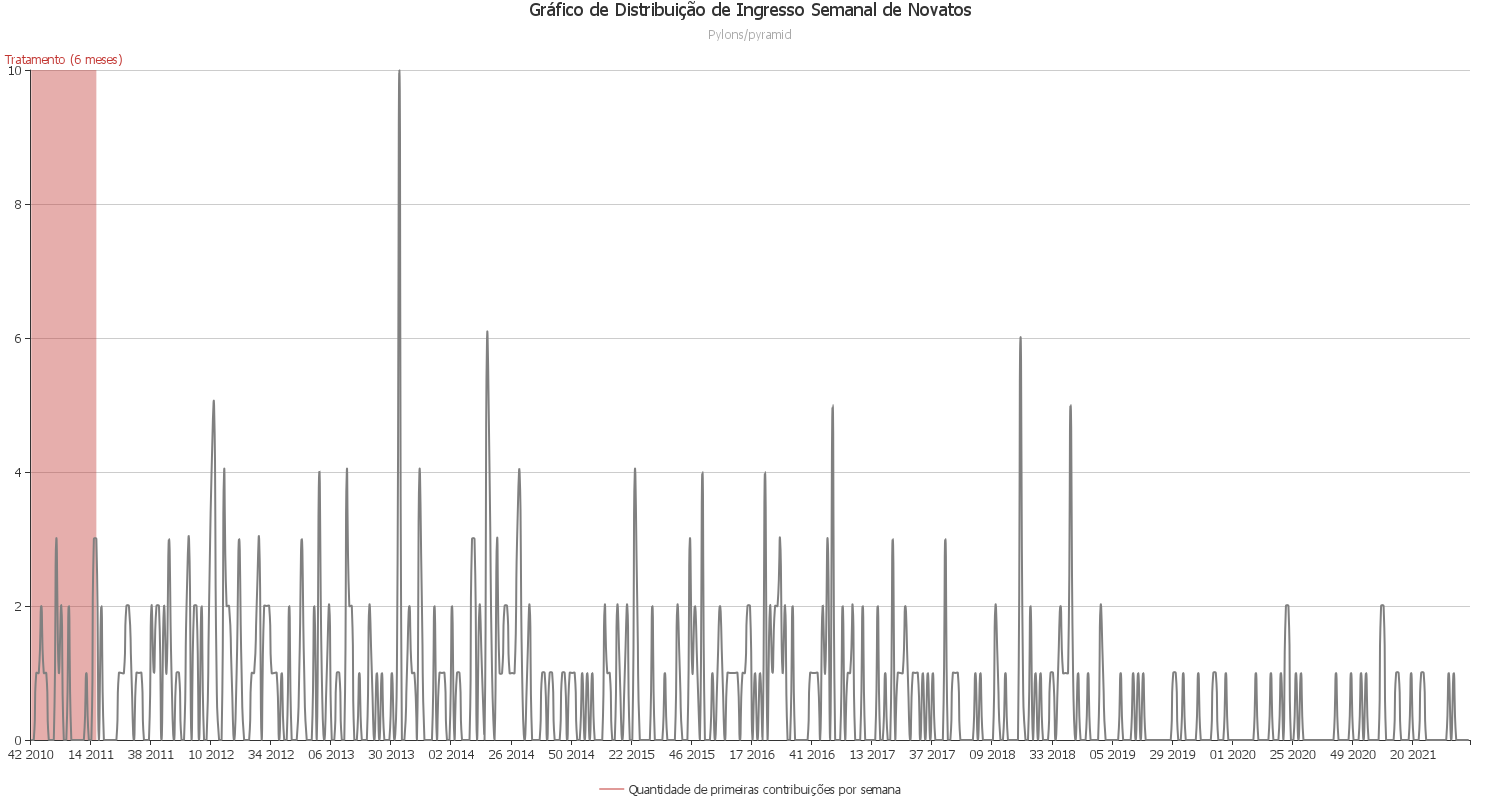 Gráfico de Distribuição de Ingresso Semanal de Novatos
Pylons/pyramid
Tratamento (6 meses)
10
8
6
4
2
0
42 2010 14 2011 38 2011 10 2012 34 2012 06 2013 30 2013 02 2014 26 2014 50 2014 22 2015 46 2015 17 2016 41 2016 13 2017 37 2017 09 2018 33 2018 05 2019 29 2019 01 2020 25 2020 49 2020 20 2021
Quantidade de primeiras contribuições por semana